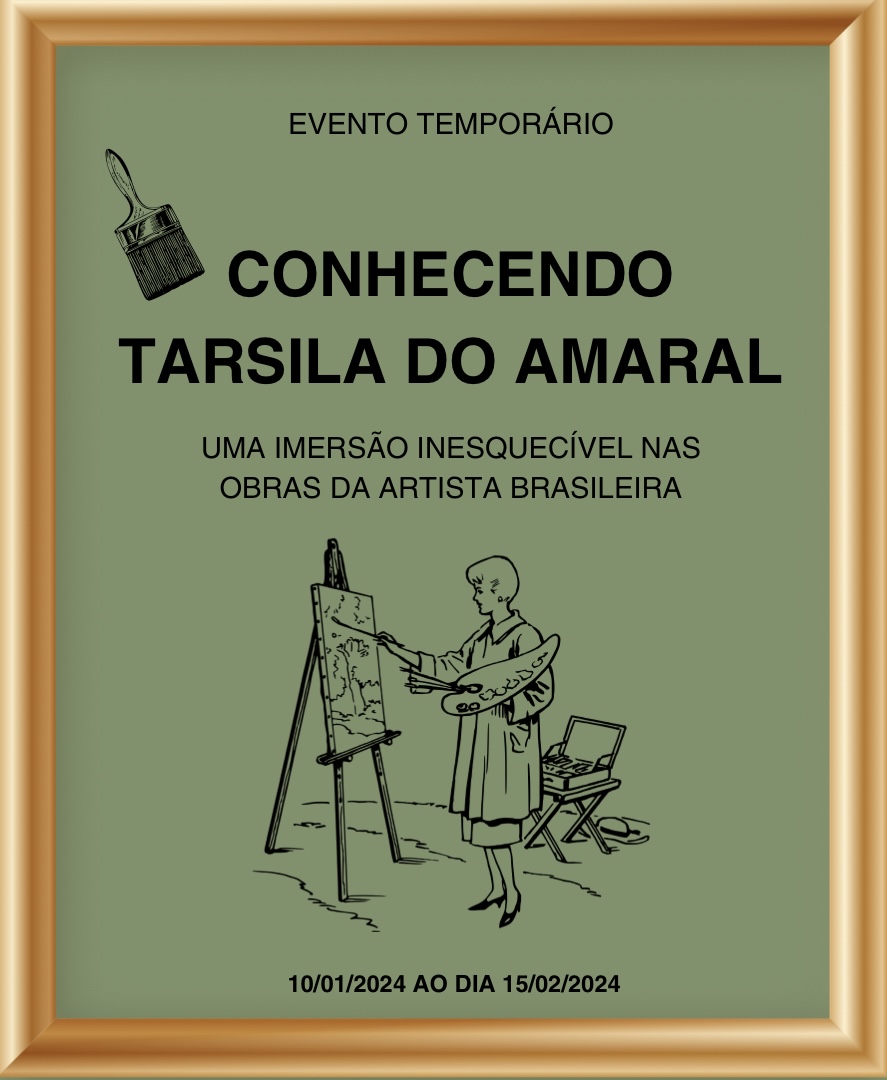 EVENTO TEMPORÁRIO
CONHECENDO
TARSILA DO AMARAL
UMA IMERSÃO INESQUECÍVEL NAS
OBRAS DA ARTISTA BRASILEIRA
10/01/2024 AO DIA 15/02/2024